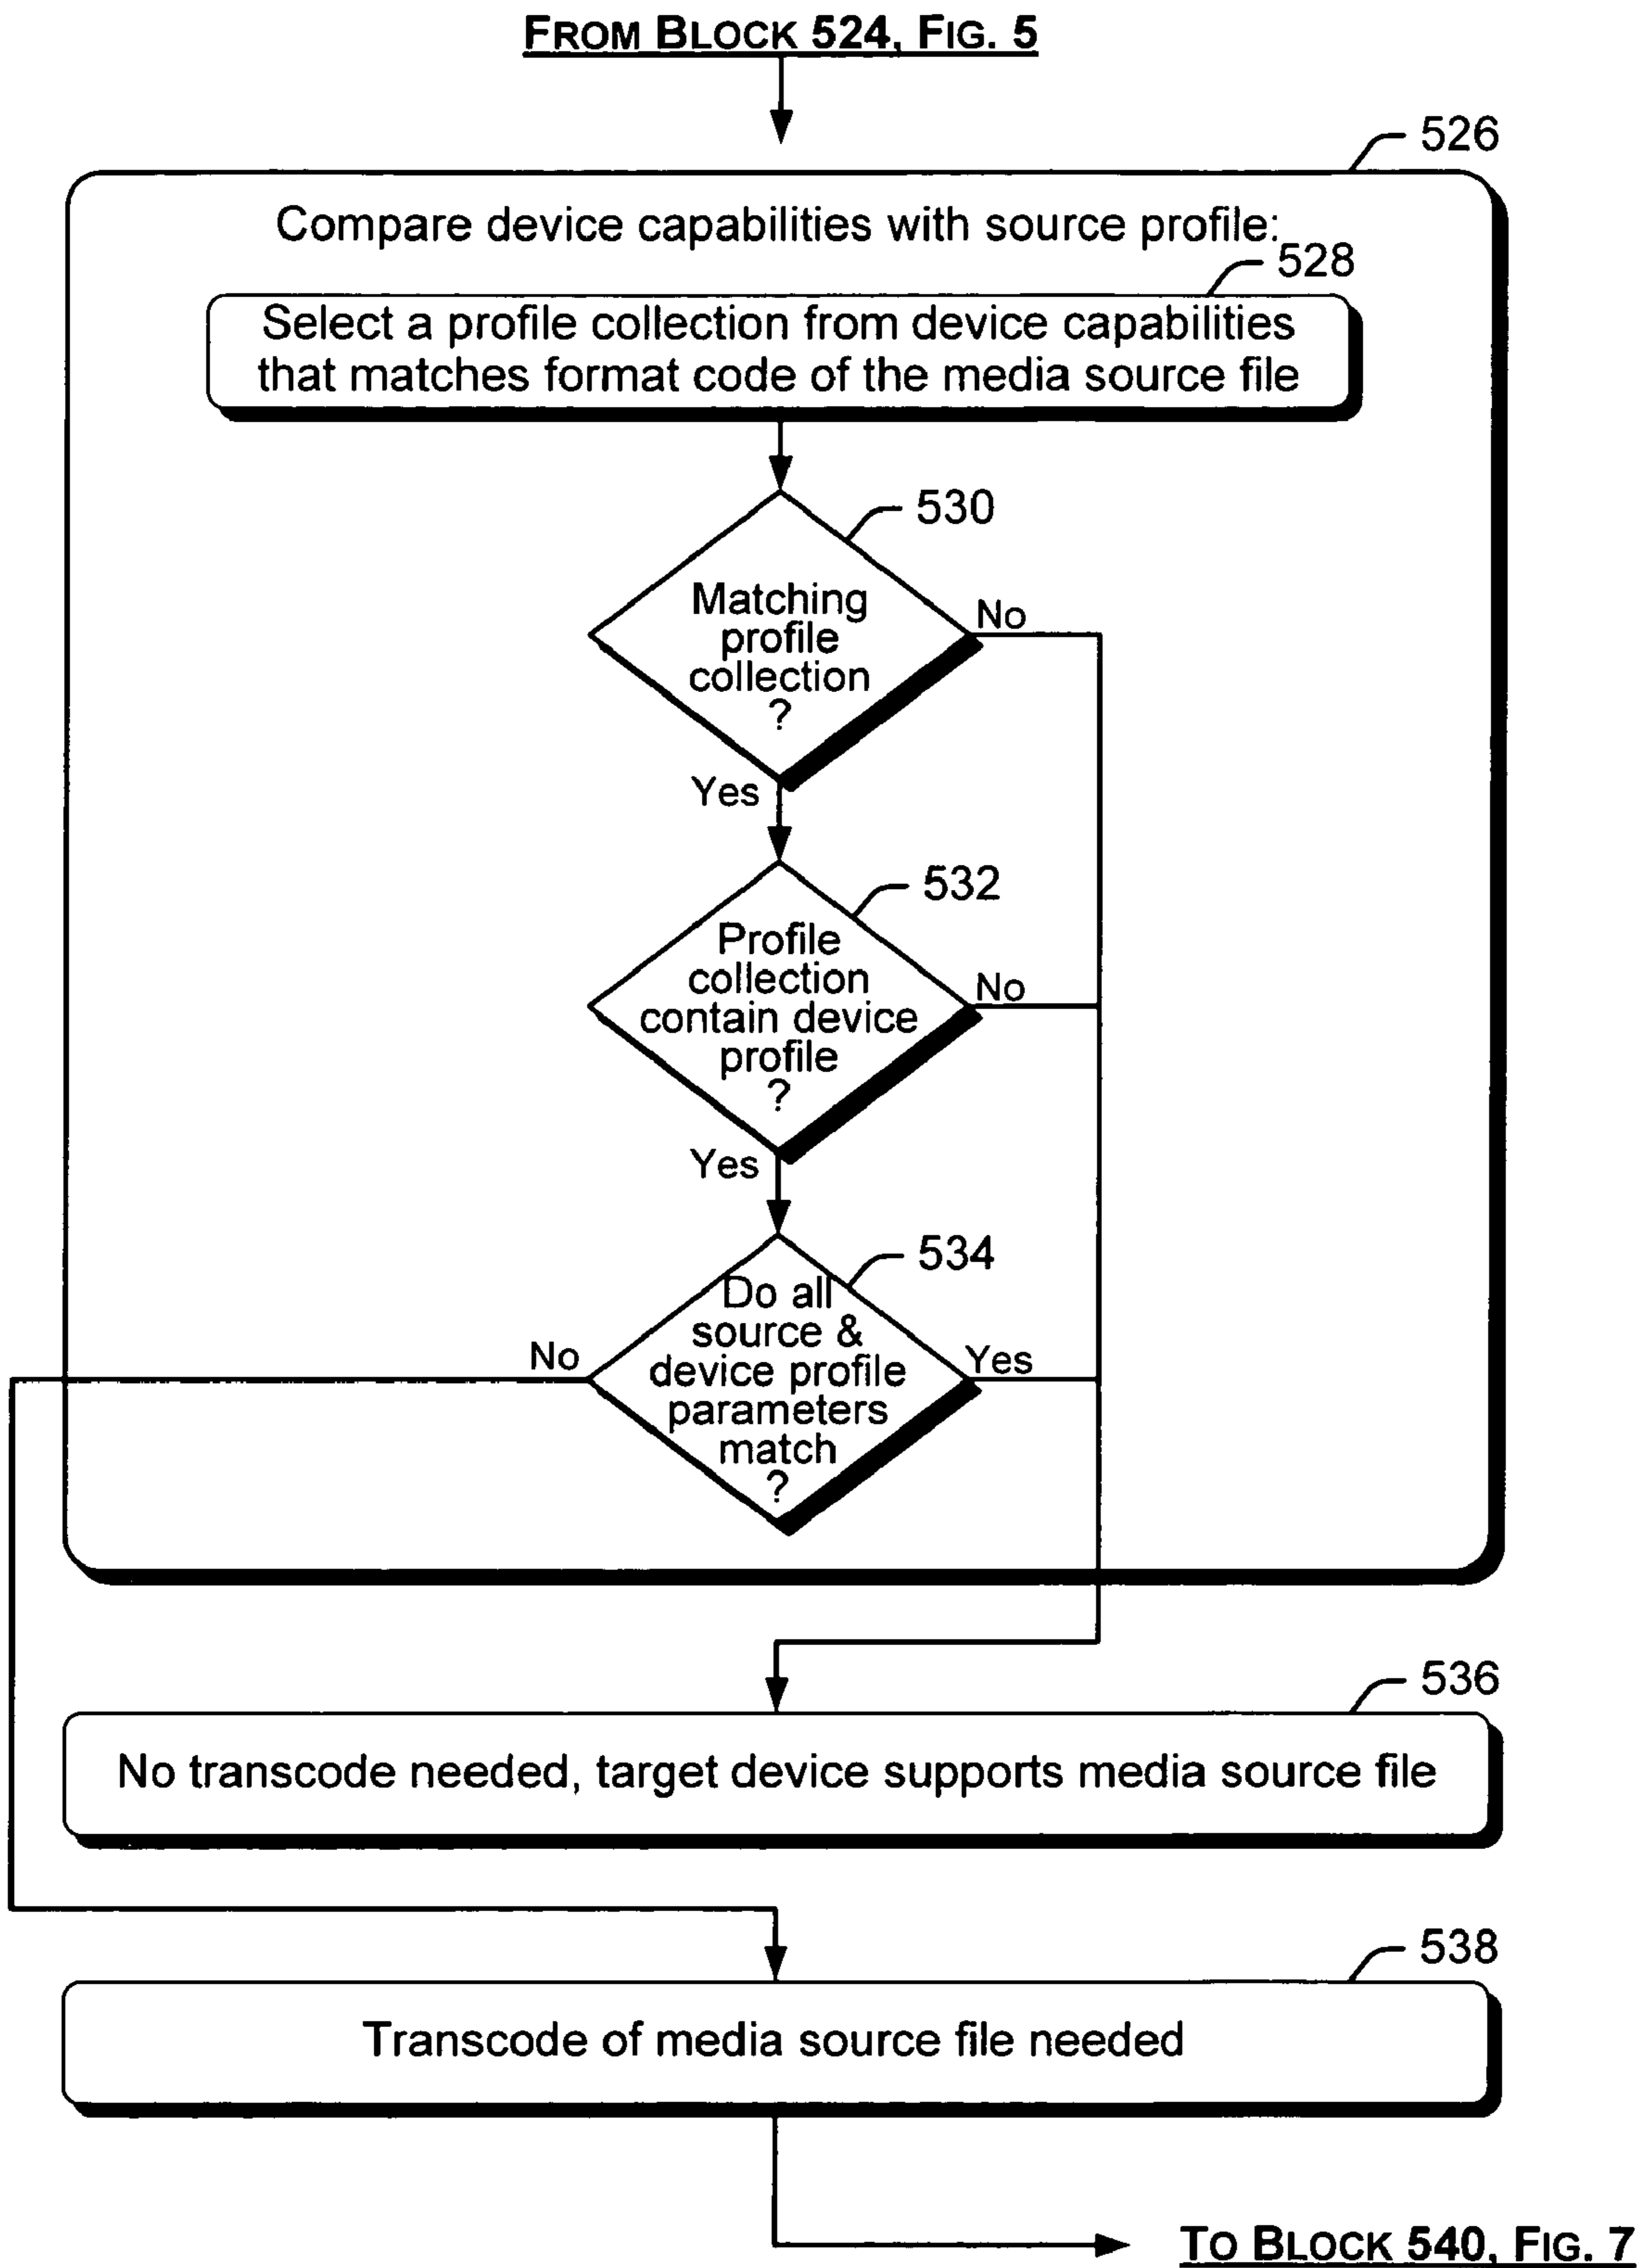 FROM BLOCK 524, FIG. 5
526
Compare device capabilities with source profile:
528
Select a profile collection from device capabilities
that matches format code of the media source file
530
Matching
profile
collection
?
No
Yes
532
Profile
collection
contain device
profile
?
No
Yes
534
Do all
source &
device profile
parameters
match
?
No
Yes
536
No transcode needed, target device supports media source file
538
Transcode of media source file needed
TO BLOCK 540, FIG. 7